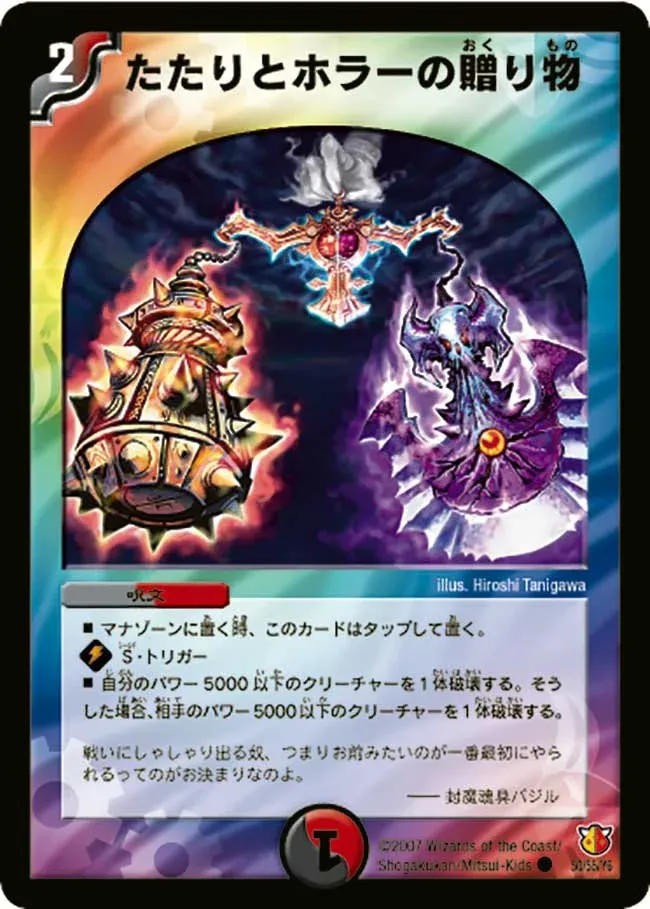 2
たたりとホラーの贈り物
おく もの
illus. Hiroshi Tanigawa
呪文
■ マナゾーンに置く時、このカードはタップして置く。
S・トリガー
■ 自分のパワー5000以下のクリーチャーを1体破壊する。そう
した場合、相手のパワー5000以下のクリーチャーを1体破壊する。
戦いにしゃしゃり出る奴、つまりお前みたいのが一番最初にやら
れるってのがお決まりなのよ。
── 封魔魂具バジル
1
©2007 Wizards of the Coast/
Shogakukan/Mitsui-Kids
50/55/Y6